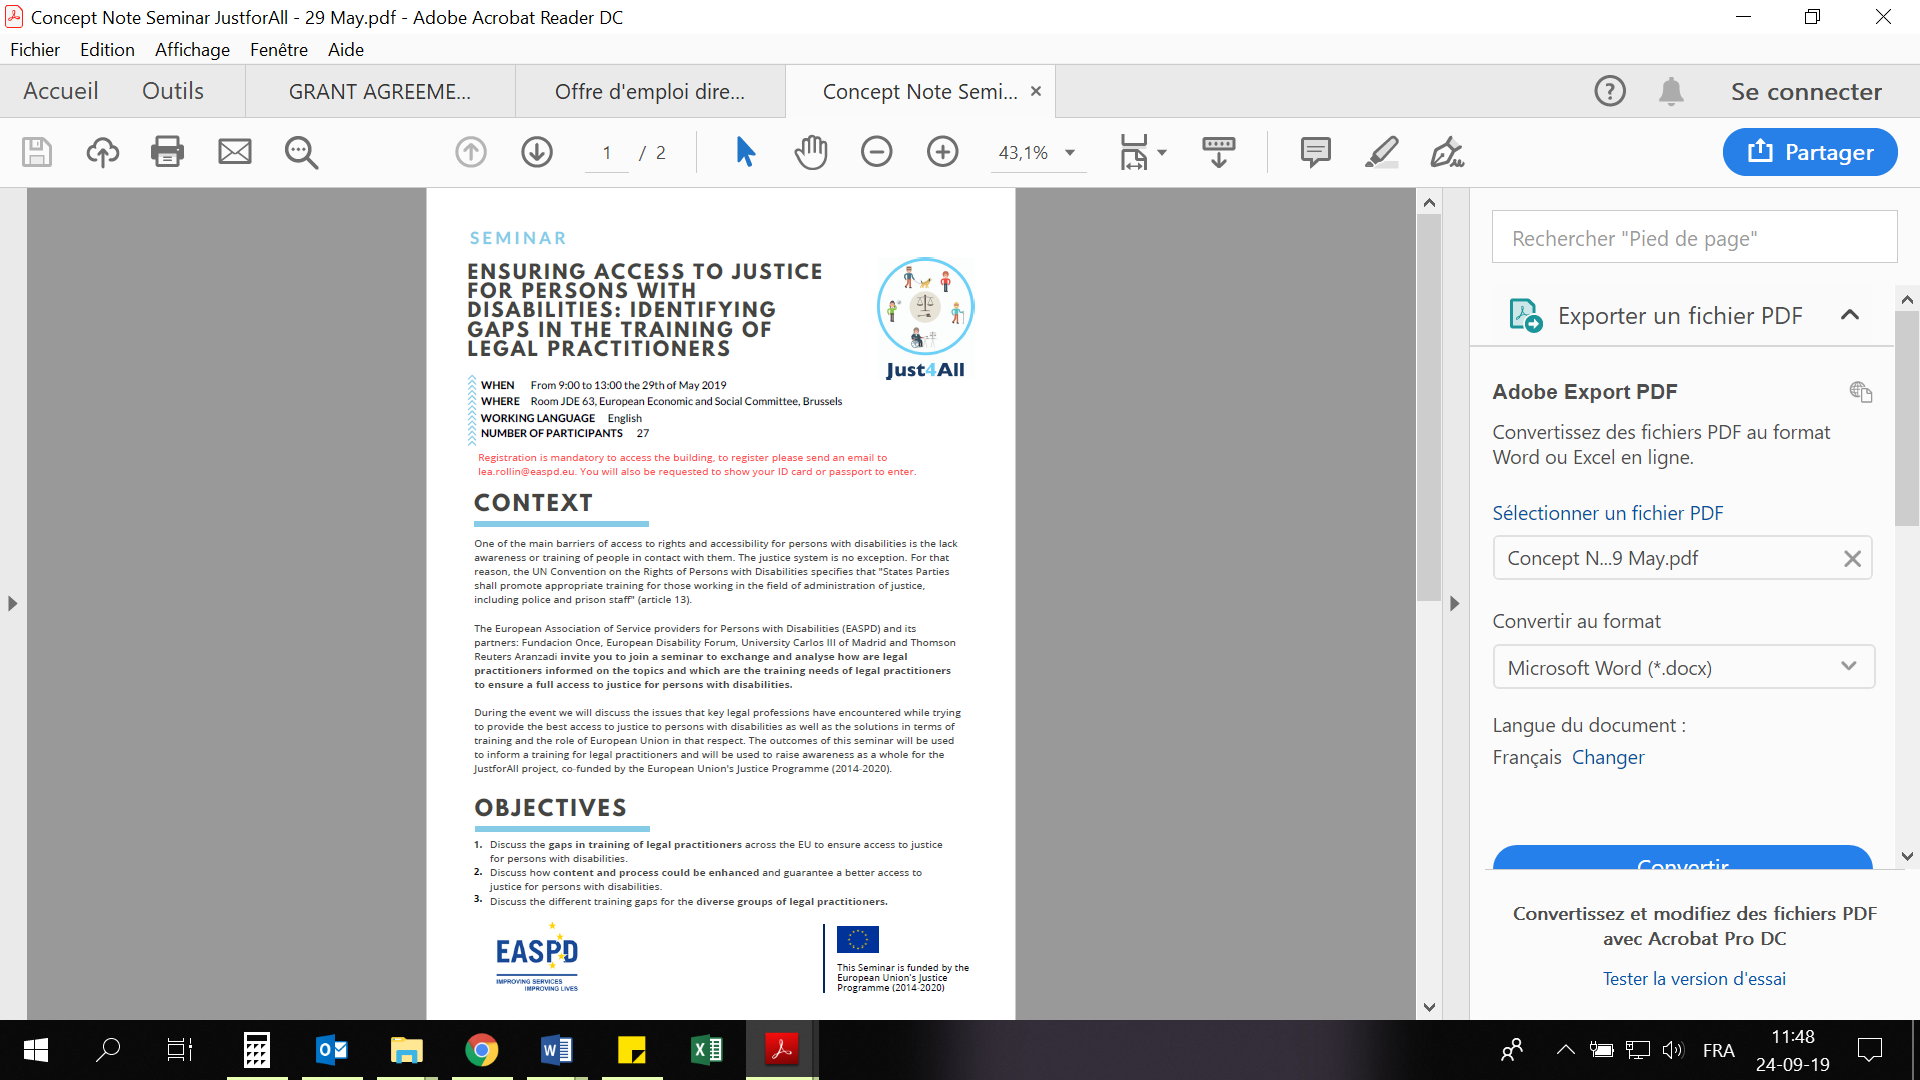 Concept Note Seminar JustforAll - 29 May.pdf - Adobe Acrobat Reader DC
Fichier Edition Affichage Fenêtre Aide
Accueil Outils GRANT AGREEME... Offre d'emploi dire... Concept Note Semi... × ? Se connecter
1 / 2 43,1% Partager
SEMINAR
ENSURING ACCESS TO JUSTICE
FOR PERSONS WITH
DISABILITIES: IDENTIFYING
GAPS IN THE TRAINING OF
LEGAL PRACTITIONERS
Just4All
WHEN From 9:00 to 13:00 the 29th of May 2019
WHERE Room JDE 63, European Economic and Social Committee, Brussels
WORKING LANGUAGE English
NUMBER OF PARTICIPANTS 27
Registration is mandatory to access the building, to register please send an email to
lea.rollin@easpd.eu. You will also be requested to show your ID card or passport to enter.
CONTEXT
One of the main barriers of access to rights and accessibility for persons with disabilities is the lack
awareness or training of people in contact with them. The justice system is no exception. For that
reason, the UN Convention on the Rights of Persons with Disabilities specifies that "States Parties
shall promote appropriate training for those working in the field of administration of justice,
including police and prison staff" (article 13).
The European Association of Service providers for Persons with Disabilities (EASPD) and its
partners: Fundacion Once, European Disability Forum, University Carlos III of Madrid and Thomson
Reuters Aranzadi invite you to join a seminar to exchange and analyse how are legal
practitioners informed on the topics and which are the training needs of legal practitioners
to ensure a full access to justice for persons with disabilities.
During the event we will discuss the issues that key legal professions have encountered while trying
to provide the best access to justice to persons with disabilities as well as the solutions in terms of
training and the role of European Union in that respect. The outcomes of this seminar will be used
to inform a training for legal practitioners and will be used to raise awareness as a whole for the
JustforAll project, co-funded by the European Union's Justice Programme (2014-2020).
OBJECTIVES
1. Discuss the gaps in training of legal practitioners across the EU to ensure access to justice
for persons with disabilities.
2. Discuss how content and process could be enhanced and guarantee a better access to
justice for persons with disabilities.
3. Discuss the different training gaps for the diverse groups of legal practitioners.
EASPD
IMPROVING SERVICES
IMPROVING LIVES
This Seminar is funded by the
European Union's Justice
Programme (2014-2020)
Rechercher "Pied de page"
Exporter un fichier PDF
Adobe Export PDF
Convertissez des fichiers PDF au format
Word ou Excel en ligne.
Sélectionner un fichier PDF
Concept N...9 May.pdf
Convertir au format
Microsoft Word (*.docx)
Langue du document :
Français Changer
Convertir
Convertissez et modifiez des fichiers PDF
avec Acrobat Pro DC
Tester la version d'essai
FRA
11:48
24-09-19